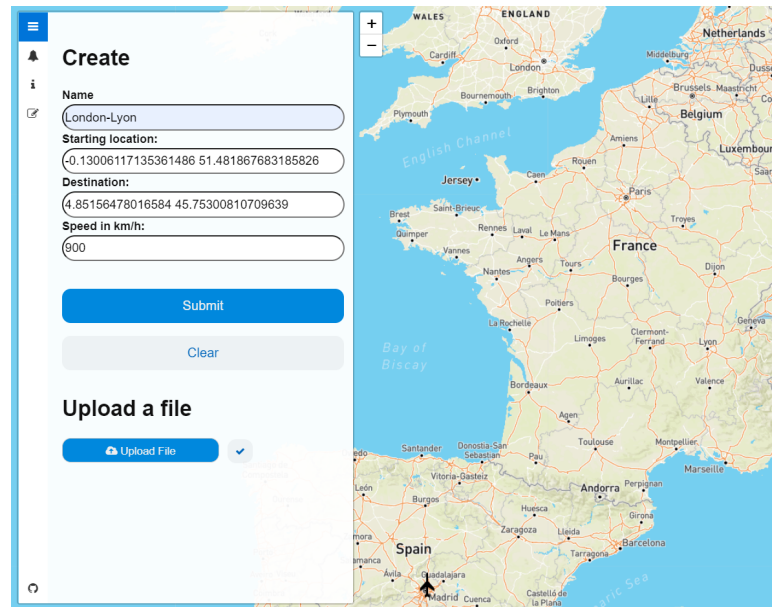 Create
Name
London-Lyon
Starting location:
-0.13006117135361486 51.481867683185826
Destination:
4.85156478016584 45.75300810709639
Speed in km/h:
900
Submit
Clear
Upload a file
Upload File
+
−
WALES
ENGLAND
Oxford
Cardiff
London
Netherlands
Middelburg
Bournemouth
Brighton
Plymouth
Lille
Brussels
Maastricht
Belgium
English Channel
Amiens
Luxembour
Rouen
Jersey
Caen
Paris
Brest
Saint-Brieuc
Quimper
Rennes
Laval
Le Mans
Troyes
Vannes
France
Angers
Tours
Dijon
Nantes
Bourges
Poitiers
La Rochelle
Geneva
Limoges
Clermont-
Ferrand
Lyon
Bay of
Biscay
Bordeaux
Aurillac
Valence
Agen
Toulouse
Montpellier
Santander
Donostia-San
Sebastian
Pau
Marseille
Vitoria-Gasteiz
León
Burgos
Andorra
Perpignan
Huesca
Girona
Zaragoza
Lleida
Barcelona
Tarragona
Spain
Ávila
Guadalajara
Madrid
Cuenca
Castelló de
la Plana